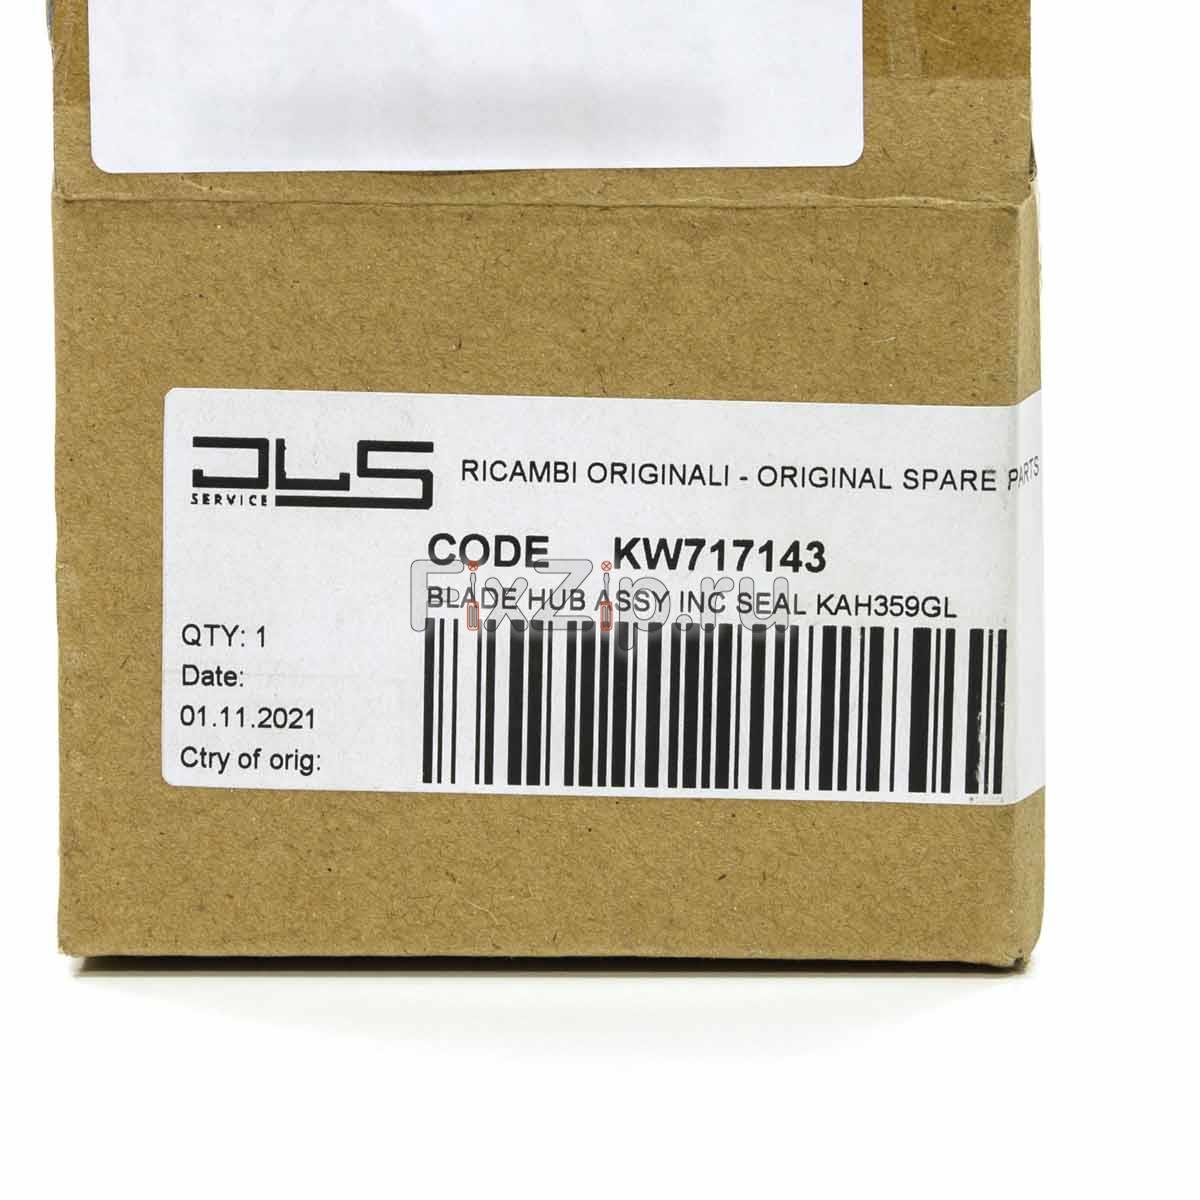 DLS
SERVICE
RICAMBI ORIGINALI - ORIGINAL SPARE PARTS
CODE KW717143
BLADE HUB ASSY INC SEAL KAH359GL
FixZip.ru
QTY: 1
Date:
01.11.2021
Ctry of orig: